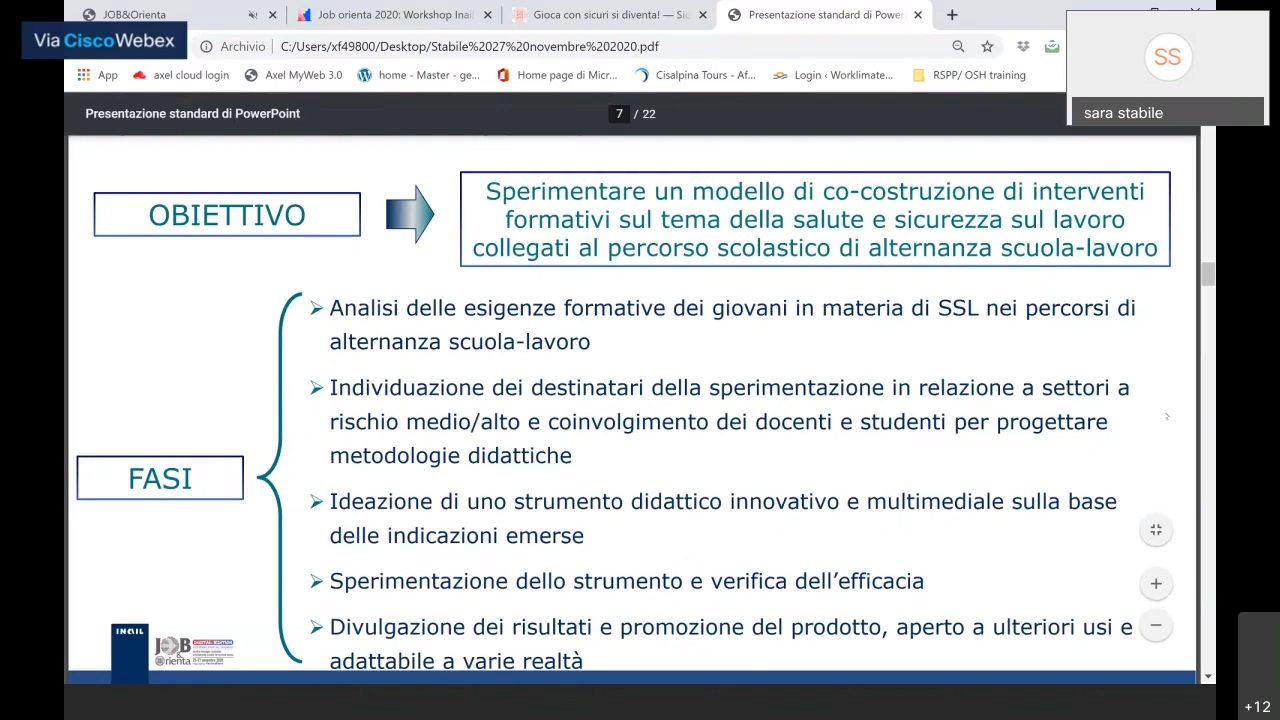 JOB&Orienta
Job orienta 2020: Workshop Inail
Gioca con sicuri si diventa! — Sic
Presentazione standard di Power
Via CiscoWebex
Archivio
C:/Users/xf49800/Desktop/Stabile%2027%20novembre%202020.pdf
SS
sara stabile
App
axel cloud login
Axel MyWeb 3.0
home - Master - ge...
Home page di Micr...
Cisalpina Tours - Af...
Login ‹ Worklimate...
RSPP/ OSH training
Presentazione standard di PowerPoint
7 / 22
OBIETTIVO
Sperimentare un modello di co-costruzione di interventi
formativi sul tema della salute e sicurezza sul lavoro
collegati al percorso scolastico di alternanza scuola-lavoro
FASI
Analisi delle esigenze formative dei giovani in materia di SSL nei percorsi di
alternanza scuola-lavoro
Individuazione dei destinatari della sperimentazione in relazione a settori a
rischio medio/alto e coinvolgimento dei docenti e studenti per progettare
metodologie didattiche
Ideazione di uno strumento didattico innovativo e multimediale sulla base
delle indicazioni emerse
Sperimentazione dello strumento e verifica dell’efficacia
Divulgazione dei risultati e promozione del prodotto, aperto a ulteriori usi e
adattabile a varie realtà
INAIL
JOB
&Orienta
+12